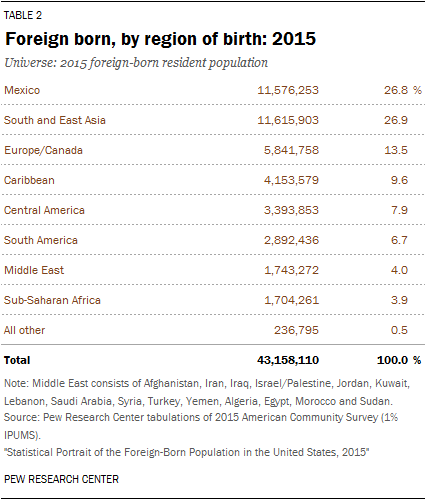 TABLE 2
Foreign born, by region of birth: 2015
Universe: 2015 foreign-born resident population
Mexico 11,576,253 26.8 %
South and East Asia 11,615,903 26.9
Europe/Canada 5,841,758 13.5
Caribbean 4,153,579 9.6
Central America 3,393,853 7.9
South America 2,892,436 6.7
Middle East 1,743,272 4.0
Sub-Saharan Africa 1,704,261 3.9
All other 236,795 0.5
Total 43,158,110 100.0 %
Note: Middle East consists of Afghanistan, Iran, Iraq, Israel/Palestine, Jordan, Kuwait,
Lebanon, Saudi Arabia, Syria, Turkey, Yemen, Algeria, Egypt, Morocco and Sudan.
Source: Pew Research Center tabulations of 2015 American Community Survey (1%
IPUMS).
"Statistical Portrait of the Foreign-Born Population in the United States, 2015"
PEW RESEARCH CENTER